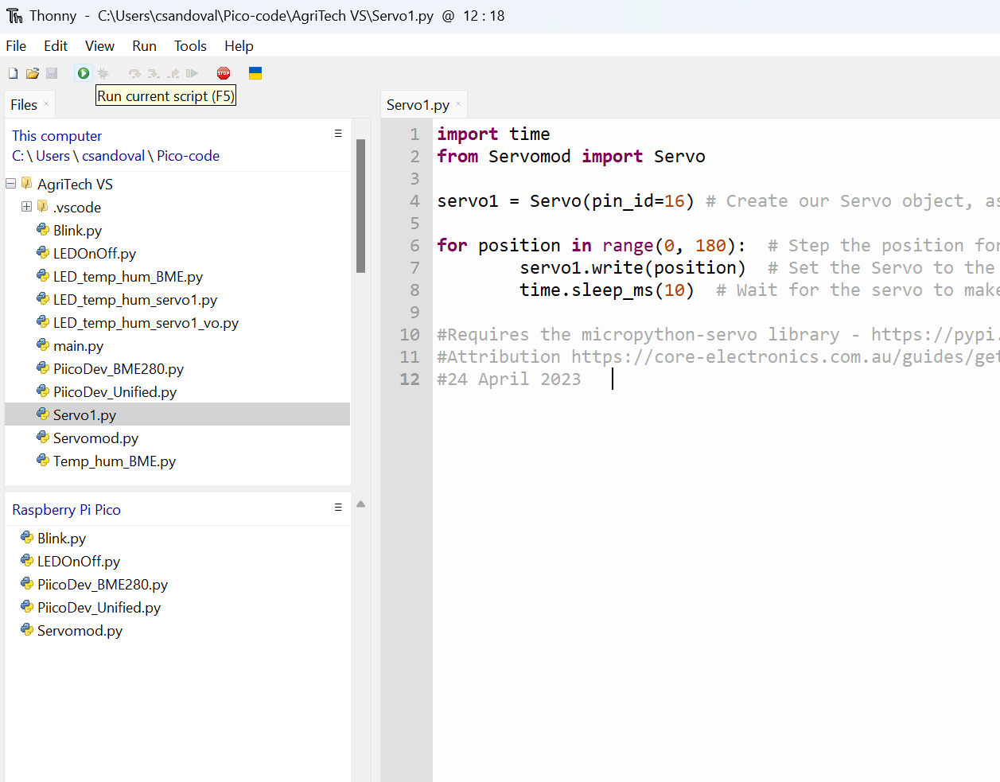 Thonny - C:\Users\csandoval\Pico-code\AgriTech VS\Servo1.py @ 12 : 18
File Edit View Run Tools Help
STOP
Run current script (F5)
Files ×
This computer
C: \ Users \ csandoval \ Pico-code
AgriTech VS
.vscode
Blink.py
LEDOnOff.py
LED_temp_hum_BME.py
LED_temp_hum_servo1.py
LED_temp_hum_servo1_vo.py
main.py
PiicoDev_BME280.py
PiicoDev_Unified.py
Servo1.py
Servomod.py
Temp_hum_BME.py
Raspberry Pi Pico
Blink.py
LEDOnOff.py
PiicoDev_BME280.py
PiicoDev_Unified.py
Servomod.py
Servo1.py ×
1 import time
2 from Servomod import Servo
3
4 servo1 = Servo(pin_id=16) # Create our Servo object, as
5
6 for position in range(0, 180):  # Step the position for
7         servo1.write(position)  # Set the Servo to the
8         time.sleep_ms(10)  # Wait for the servo to make
9
10 #Requires the micropython-servo library - https://pypi.
11 #Attribution https://core-electronics.com.au/guides/get
12 #24 April 2023